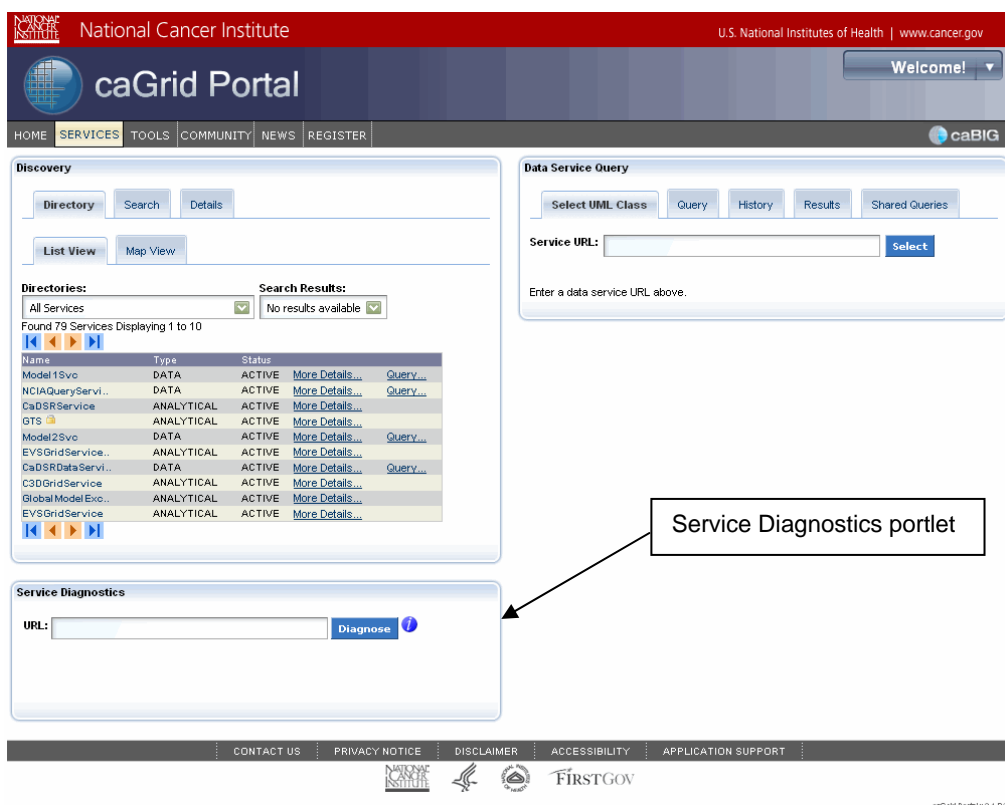 NATIONAL CANCER INSTITUTE National Cancer Institute U.S. National Institutes of Health | www.cancer.gov
caGrid Portal Welcome!
HOME SERVICES TOOLS COMMUNITY NEWS REGISTER caBIG
Discovery
Directory Search Details
List View Map View
Directories: Search Results:
All Services No results available
Found 79 Services Displaying 1 to 10
Name Type Status
Model1Svc DATA ACTIVE More Details... Query...
NCIAQueryServi.. DATA ACTIVE More Details... Query...
CaDSRService ANALYTICAL ACTIVE More Details...
GTS ANALYTICAL ACTIVE More Details...
Model2Svc DATA ACTIVE More Details... Query...
EVSGridService.. ANALYTICAL ACTIVE More Details...
CaDSRDataServi.. DATA ACTIVE More Details... Query...
C3DGridService ANALYTICAL ACTIVE More Details...
Global Model Exc.. ANALYTICAL ACTIVE More Details...
EVSGridService ANALYTICAL ACTIVE More Details...
Data Service Query
Select UML Class Query History Results Shared Queries
Service URL: Select
Enter a data service URL above.
Service Diagnostics portlet
Service Diagnostics
URL: Diagnose i
CONTACT US PRIVACY NOTICE DISCLAIMER ACCESSIBILITY APPLICATION SUPPORT
NATIONAL CANCER INSTITUTE FIRSTGOV